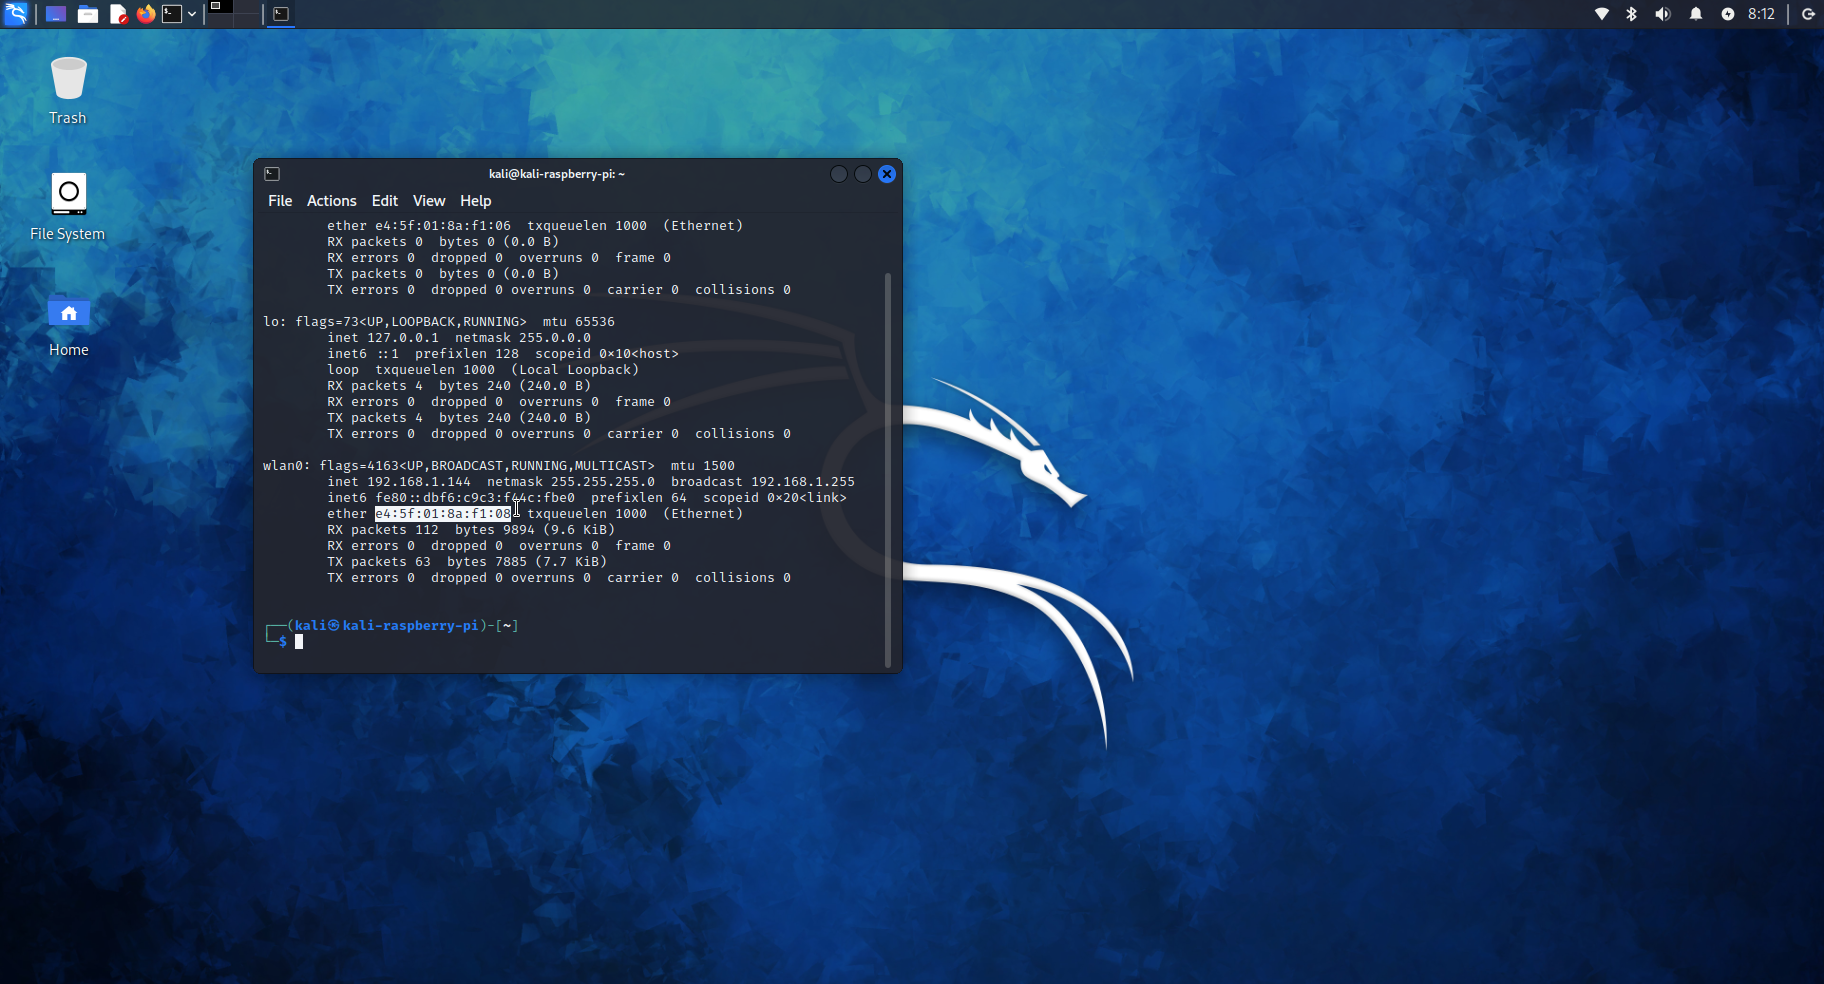 8:12
Trash
File System
Home
kali@kali-raspberry-pi: ~
File Actions Edit View Help
ether e4:5f:01:8a:f1:06  txqueuelen 1000  (Ethernet)
RX packets 0  bytes 0 (0.0 B)
RX errors 0  dropped 0  overruns 0  frame 0
TX packets 0  bytes 0 (0.0 B)
TX errors 0  dropped 0 overruns 0  carrier 0  collisions 0
lo: flags=73<UP,LOOPBACK,RUNNING>  mtu 65536
inet 127.0.0.1  netmask 255.0.0.0
inet6 ::1  prefixlen 128  scopeid 0×10<host>
loop  txqueuelen 1000  (Local Loopback)
RX packets 4  bytes 240 (240.0 B)
RX errors 0  dropped 0  overruns 0  frame 0
TX packets 4  bytes 240 (240.0 B)
TX errors 0  dropped 0 overruns 0  carrier 0  collisions 0
wlan0: flags=4163<UP,BROADCAST,RUNNING,MULTICAST>  mtu 1500
inet 192.168.1.144  netmask 255.255.255.0  broadcast 192.168.1.255
inet6 fe80::dbf6:c9c3:f44c:fbe0  prefixlen 64  scopeid 0×20<link>
ether e4:5f:01:8a:f1:08  txqueuelen 1000  (Ethernet)
RX packets 112  bytes 9894 (9.6 KiB)
RX errors 0  dropped 0  overruns 0  frame 0
TX packets 63  bytes 7885 (7.7 KiB)
TX errors 0  dropped 0 overruns 0  carrier 0  collisions 0
┌──(kali㉿kali-raspberry-pi)-[~]
└─$